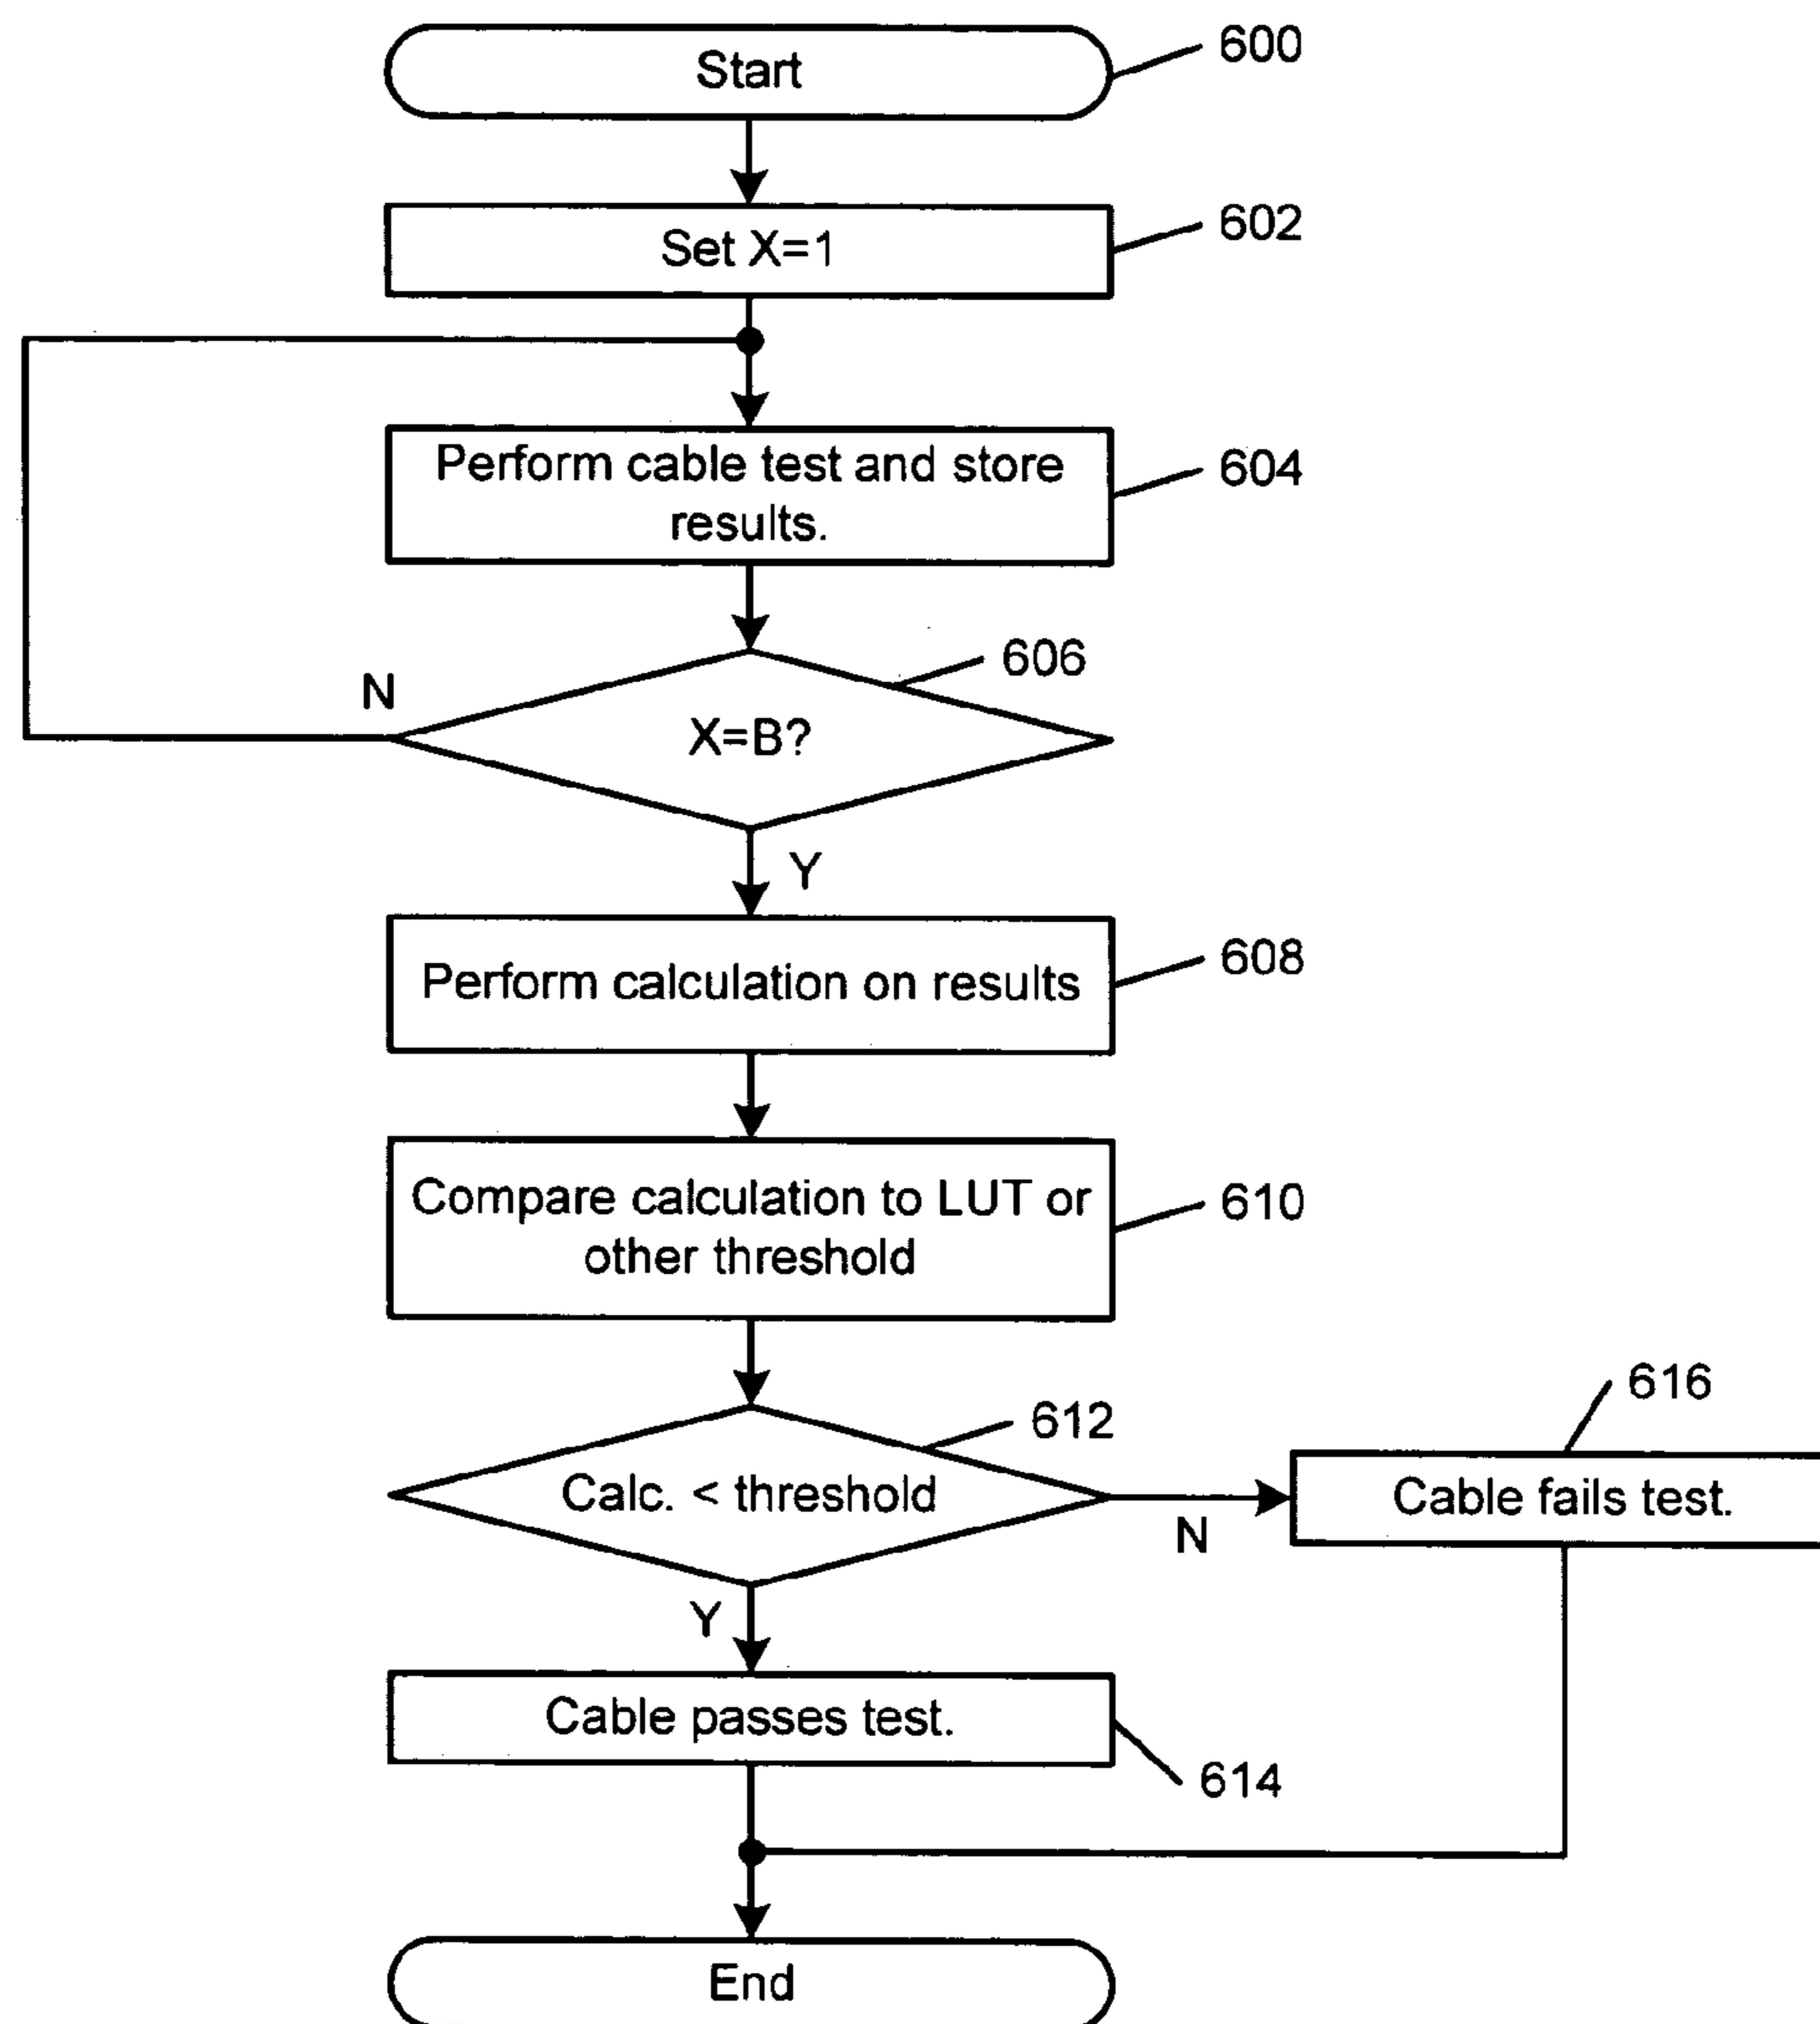 Start
600
Set X=1
602
Perform cable test and store
results.
604
606
N
X=B?
Y
Perform calculation on results
608
Compare calculation to LUT or
other threshold
610
612
616
Calc. < threshold
N
Cable fails test.
Y
Cable passes test.
614
End